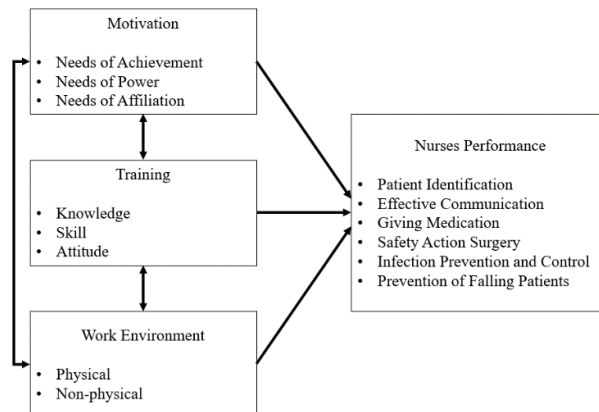 Motivation
• Needs of Achievement
• Needs of Power
• Needs of Affiliation
Training
• Knowledge
• Skill
• Attitude
Work Environment
• Physical
• Non-physical
Nurses Performance
• Patient Identification
• Effective Communication
• Giving Medication
• Safety Action Surgery
• Infection Prevention and Control
• Prevention of Falling Patients